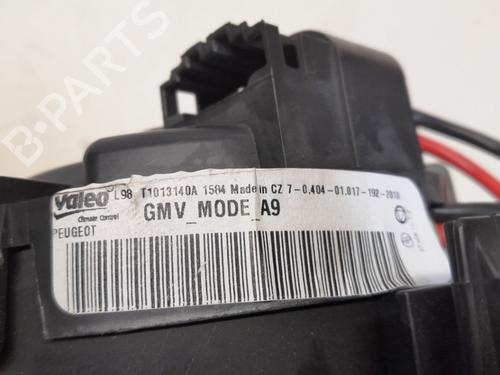 B-PARTS
Valeo L98 T1013140A 1584 Made in CZ 7-0,404-01.017-192-2018
Climate Control
PEUGEOT
GMV_MODE_A9